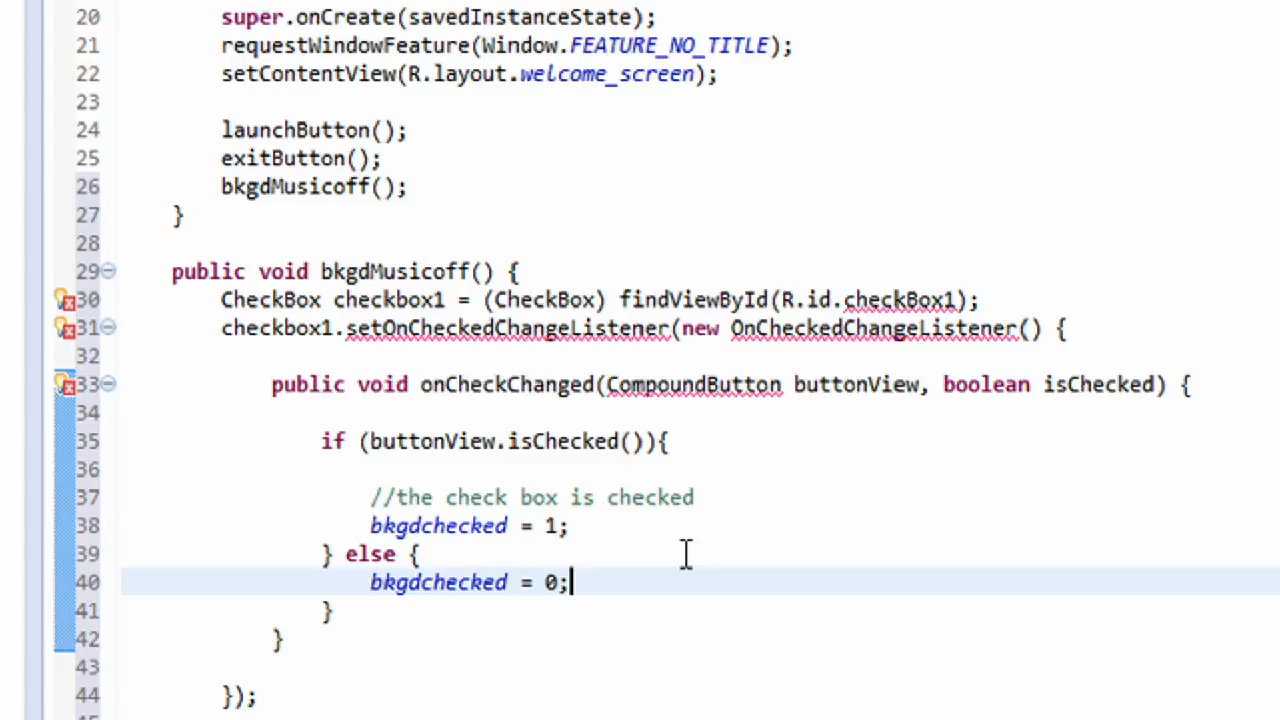 20 super.onCreate(savedInstanceState);
21 requestWindowFeature(Window.FEATURE_NO_TITLE);
22 setContentView(R.layout.welcome_screen);
23
24 launchButton();
25 exitButton();
26 bkgdMusicoff();
27 }
28
29 public void bkgdMusicoff() {
30 CheckBox checkbox1 = (CheckBox) findViewById(R.id.checkBox1);
31 checkbox1.setOnCheckedChangeListener(new OnCheckedChangeListener() {
32
33 public void onCheckChanged(CompoundButton buttonView, boolean isChecked) {
34
35 if (buttonView.isChecked()){
36
37 //the check box is checked
38 bkgdchecked = 1;
39 } else {
40 bkgdchecked = 0;
41 }
42 }
43
44 });